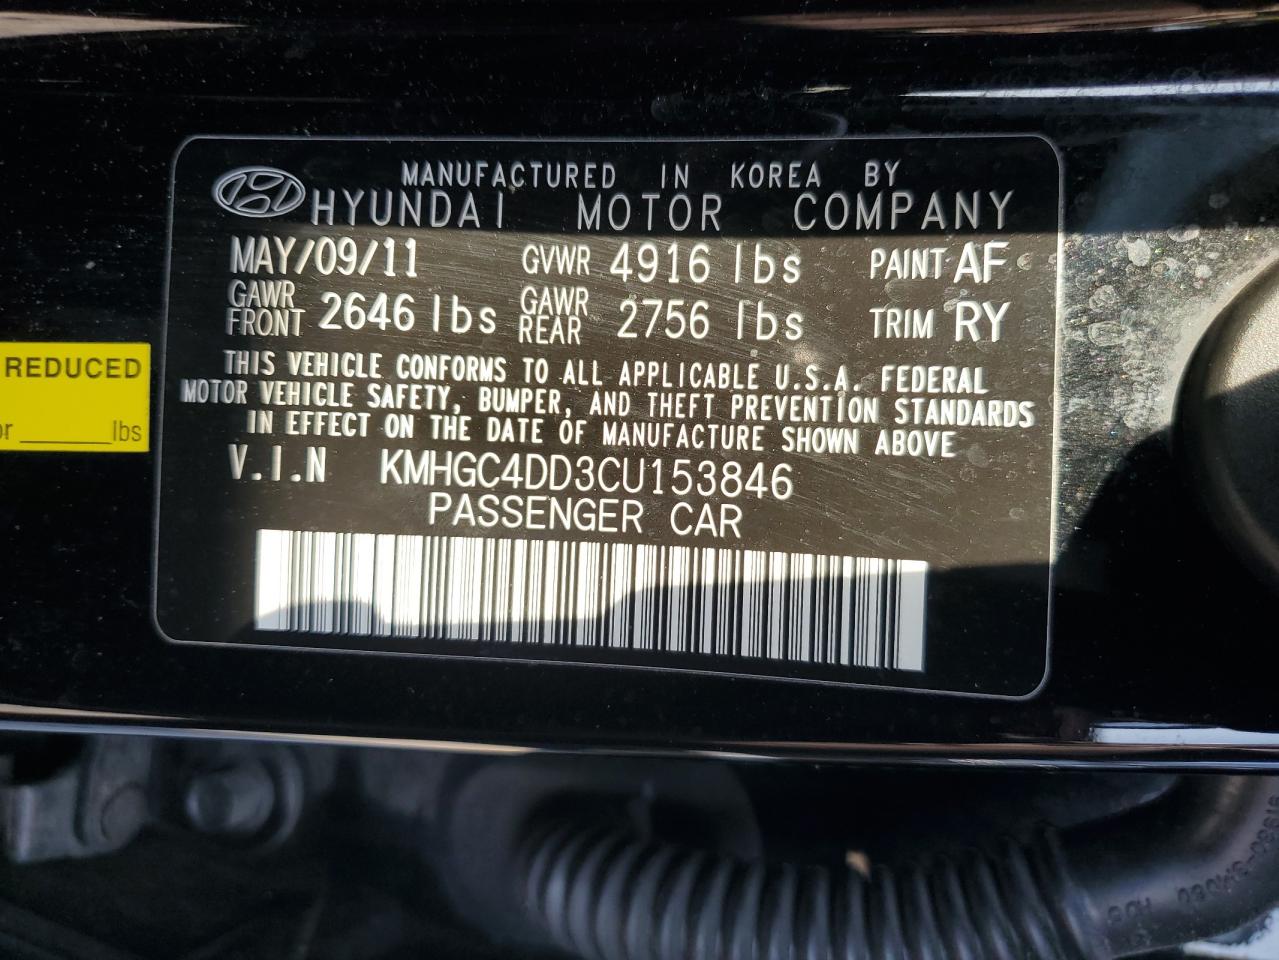 MANUFACTURED IN KOREA BY
HYUNDAI MOTOR COMPANY
MAY/09/11 GVWR 4916 lbs PAINT AF
GAWR FRONT 2646 lbs GAWR REAR 2756 lbs TRIM RY
THIS VEHICLE CONFORMS TO ALL APPLICABLE U.S.A. FEDERAL
MOTOR VEHICLE SAFETY, BUMPER, AND THEFT PREVENTION STANDARDS
IN EFFECT ON THE DATE OF MANUFACTURE SHOWN ABOVE
V.I.N KMHGC4DD3CU153846
PASSENGER CAR
REDUCED
or ______lbs